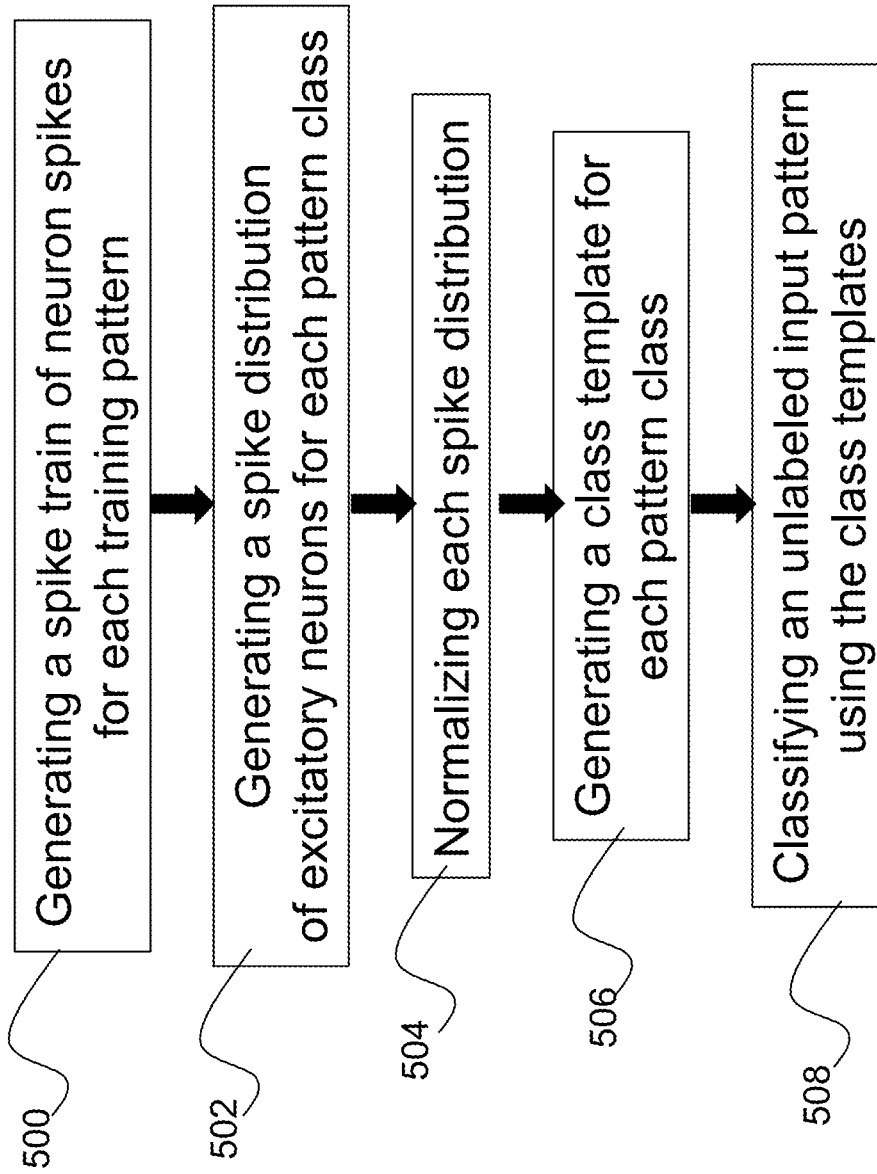 500
Generating a spike train of neuron spikes
for each training pattern
502
Generating a spike distribution
of excitatory neurons for each pattern class
504
Normalizing each spike distribution
506
Generating a class template for
each pattern class
508
Classifying an unlabeled input pattern
using the class templates